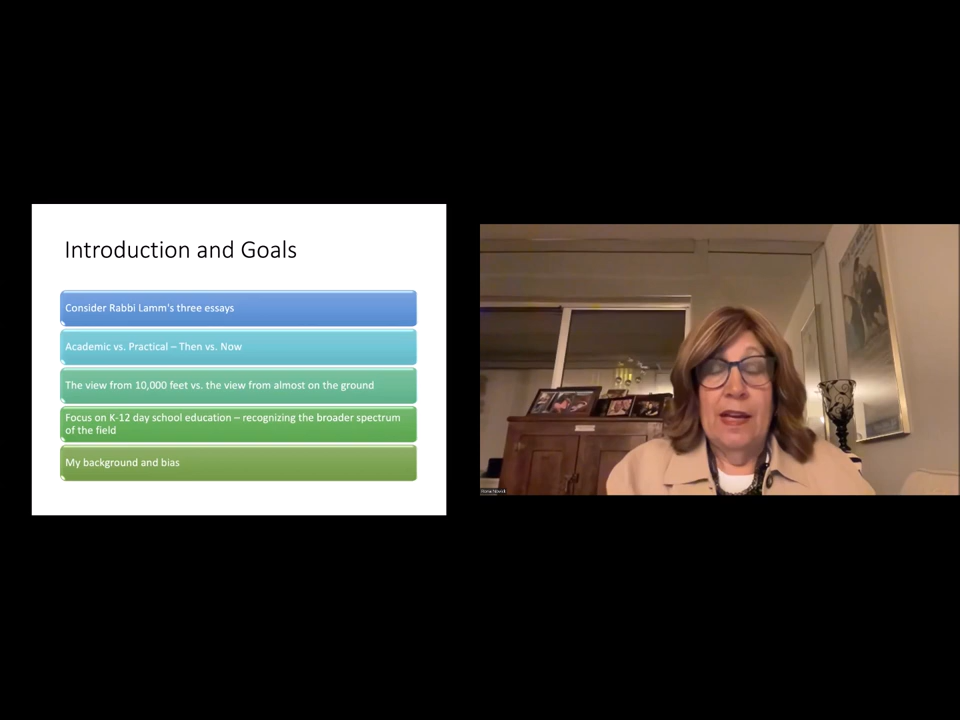 Introduction and Goals
Consider Rabbi Lamm's three essays
Academic vs. Practical – Then vs. Now
The view from 10,000 feet vs. the view from almost on the ground
Focus on K-12 day school education – recognizing the broader spectrum
of the field
My background and bias
Rona Novick